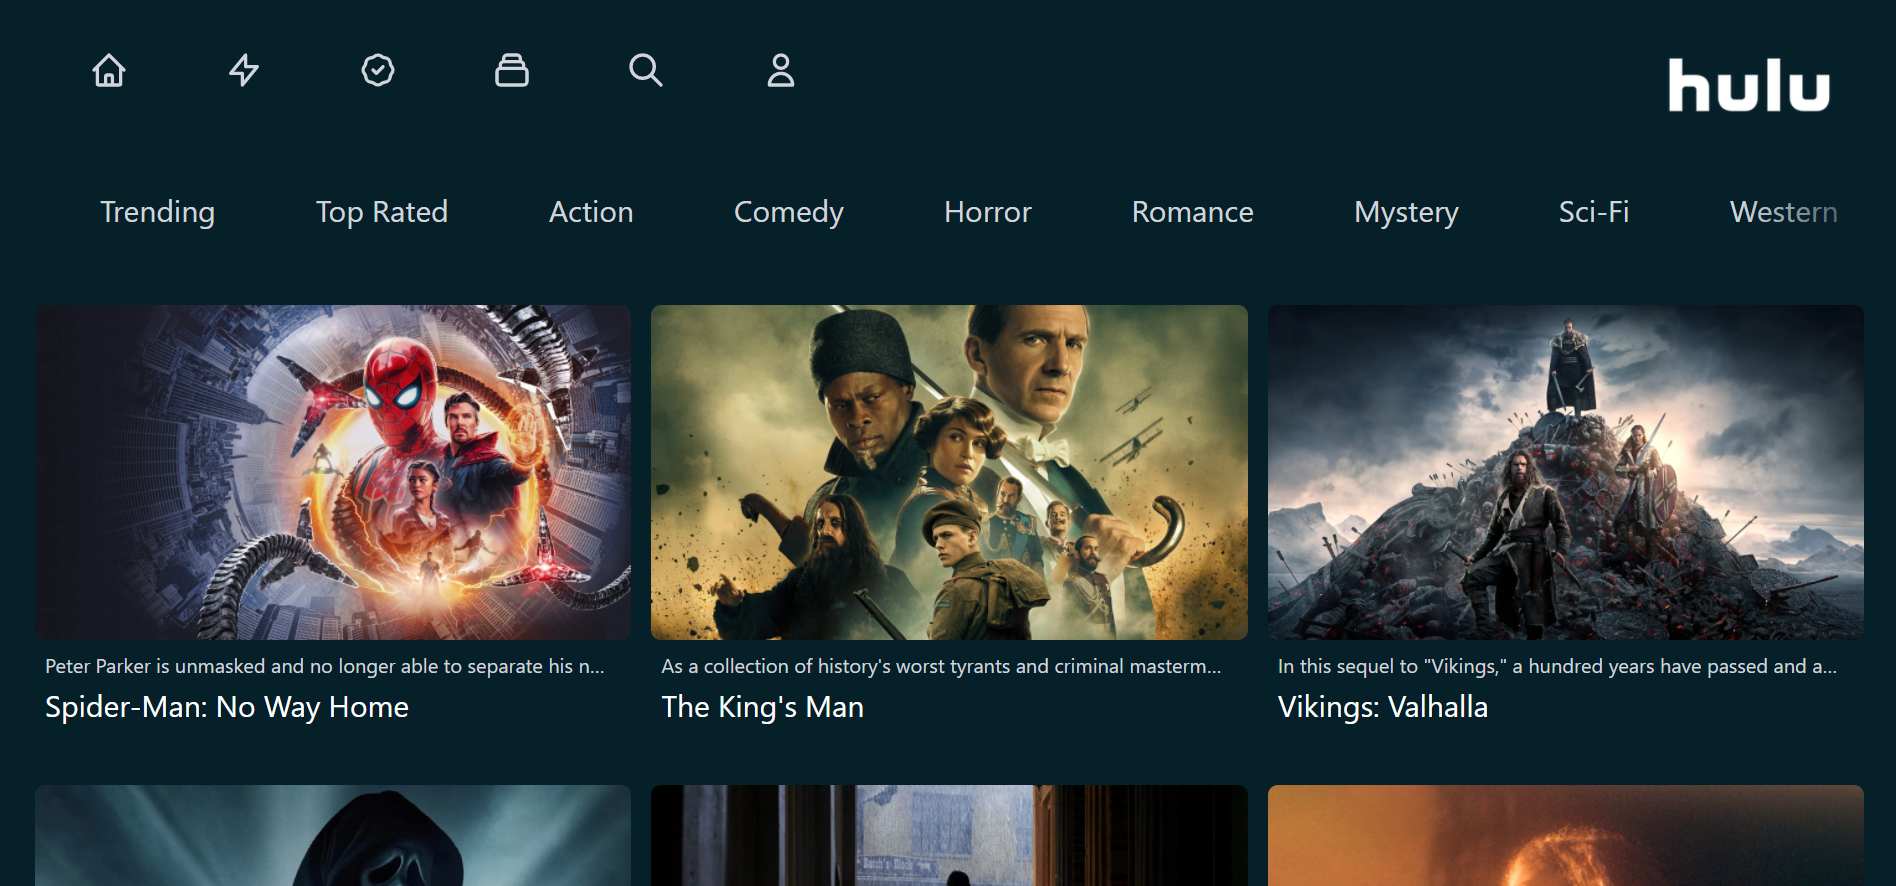 hulu
Trending Top Rated Action Comedy Horror Romance Mystery Sci-Fi Western
Peter Parker is unmasked and no longer able to separate his n...
Spider-Man: No Way Home
As a collection of history's worst tyrants and criminal masterm...
The King's Man
In this sequel to "Vikings," a hundred years have passed and a...
Vikings: Valhalla